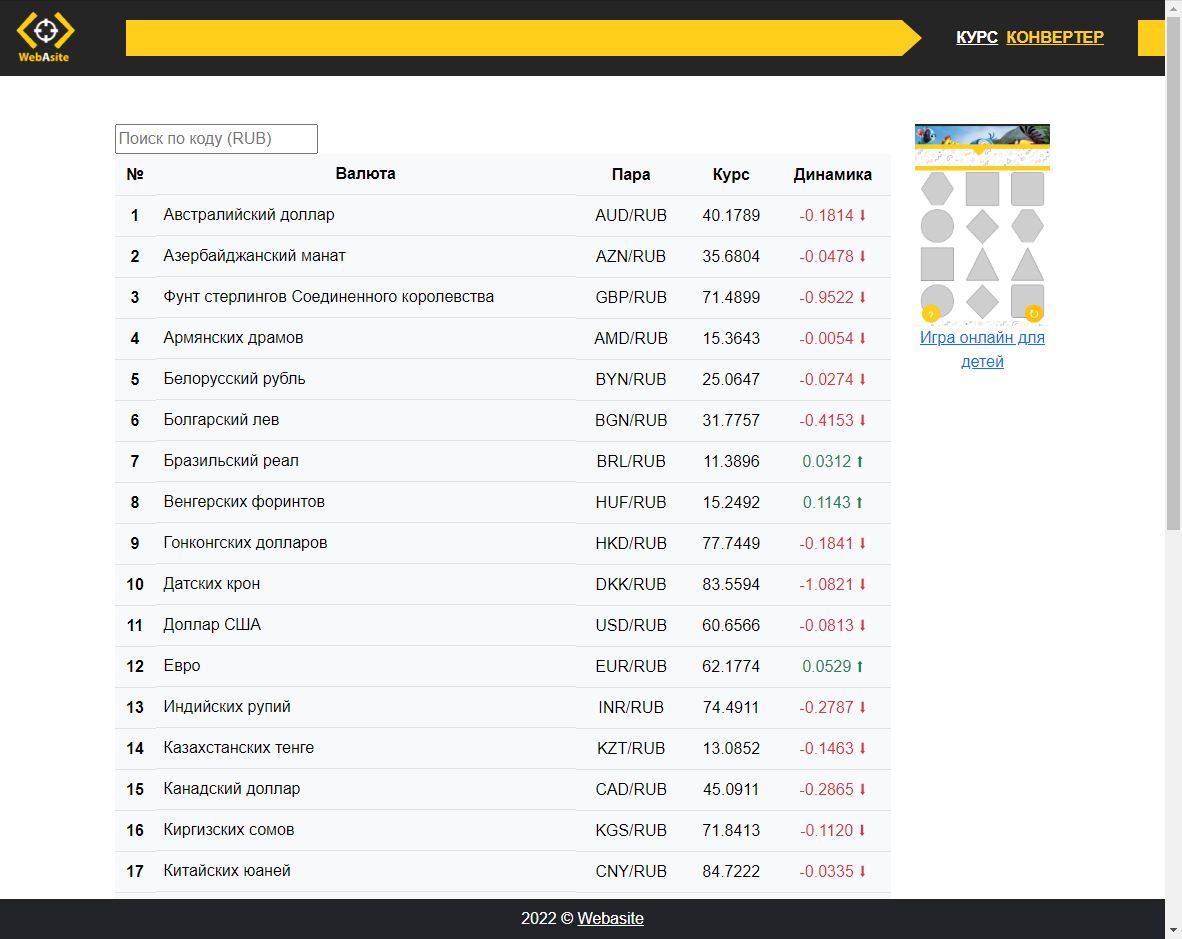 WebAsite
КУРС КОНВЕРТЕР
Поиск по коду (RUB)
№ Валюта Пара Курс Динамика
1 Австралийский доллар AUD/RUB 40.1789 -0.1814 ⬇
2 Азербайджанский манат AZN/RUB 35.6804 -0.0478 ⬇
3 Фунт стерлингов Соединенного королевства GBP/RUB 71.4899 -0.9522 ⬇
4 Армянских драмов AMD/RUB 15.3643 -0.0054 ⬇
5 Белорусский рубль BYN/RUB 25.0647 -0.0274 ⬇
6 Болгарский лев BGN/RUB 31.7757 -0.4153 ⬇
7 Бразильский реал BRL/RUB 11.3896 0.0312 ⬆
8 Венгерских форинтов HUF/RUB 15.2492 0.1143 ⬆
9 Гонконгских долларов HKD/RUB 77.7449 -0.1841 ⬇
10 Датских крон DKK/RUB 83.5594 -1.0821 ⬇
11 Доллар США USD/RUB 60.6566 -0.0813 ⬇
12 Евро EUR/RUB 62.1774 0.0529 ⬆
13 Индийских рупий INR/RUB 74.4911 -0.2787 ⬇
14 Казахстанских тенге KZT/RUB 13.0852 -0.1463 ⬇
15 Канадский доллар CAD/RUB 45.0911 -0.2865 ⬇
16 Киргизских сомов KGS/RUB 71.8413 -0.1120 ⬇
17 Китайских юаней CNY/RUB 84.7222 -0.0335 ⬇
?
Игра онлайн для
детей
2022 © Webasite